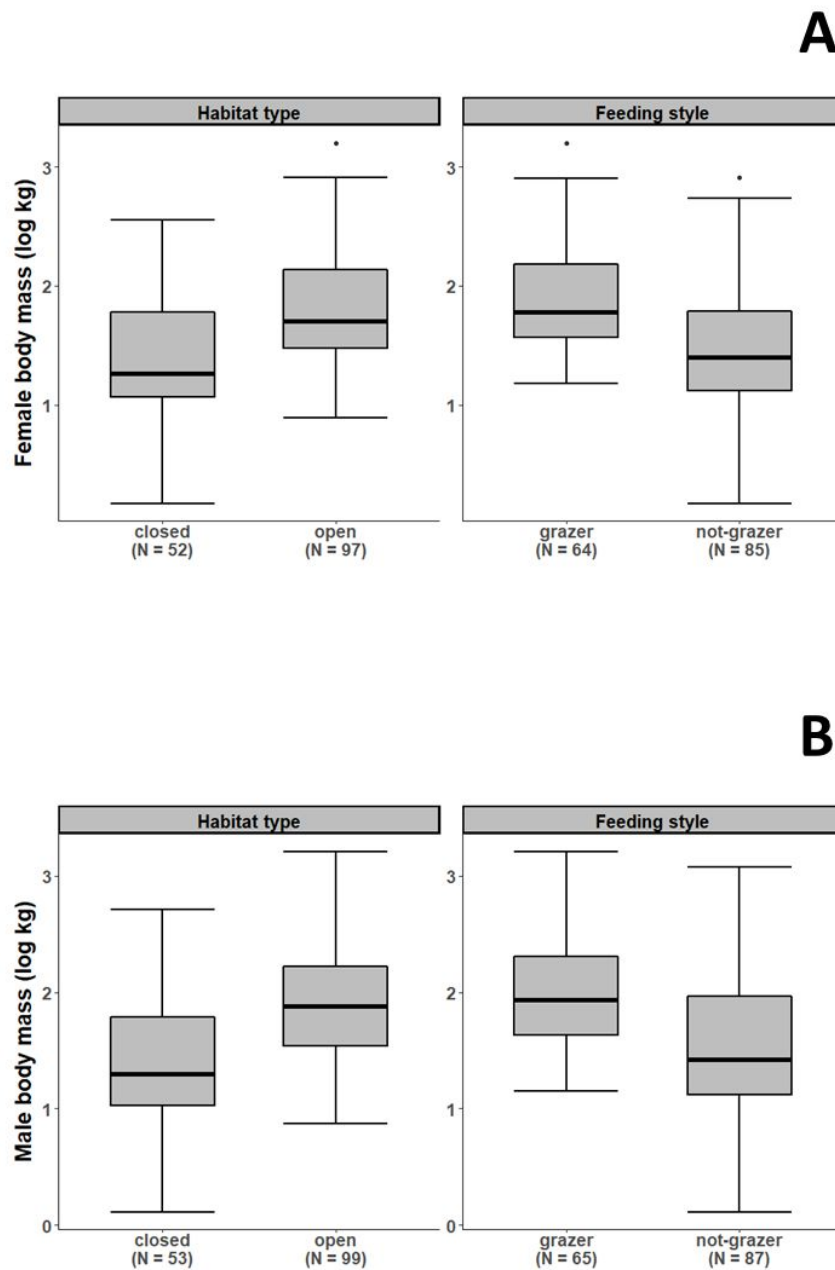 A
Habitat type
Feeding style
Female body mass (log kg)
3
2
1
closed
(N = 52)
open
(N = 97)
grazer
(N = 64)
3
2
1
not-grazer
(N = 85)
B
Habitat type
Feeding style
Male body mass (log kg)
3
2
1
0
closed
(N = 53)
open
(N = 99)
3
2
1
0
grazer
(N = 65)
not-grazer
(N = 87)